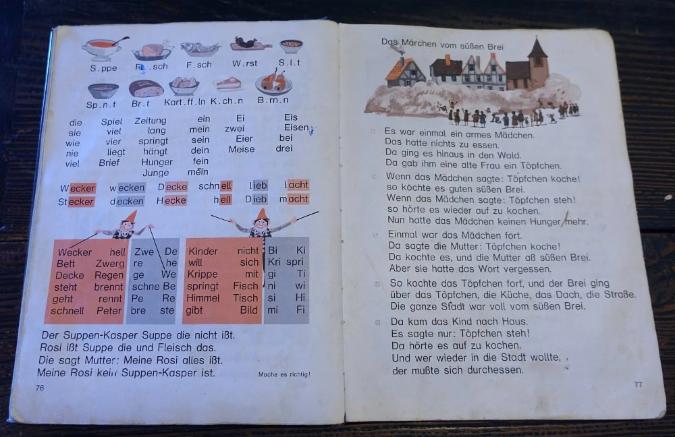 S.ppe Fl..sch F.sch W.rst S.l.t
Sp.n.t Br.t Kart.ff.ln K.ch.n B.m.n
die Spiel Zeitung ein Ei Eis
sie viel lang mein zwei Eisen
wie vier springt sein Eier bei
nie liegt hängt dein Meise drei
viel Brief Hunger fein
Junge mein
Wecker wecken Decke schnell lieb lacht
Stecker decken Hecke hell Dieb macht
Wecker hell Zwe De Kinder nicht Bi Ki
Bett Zwerg re he will sich Kri spri
Decke Regen ge We Krippe mit gi Ti
steht brennt schne Be springt Fisch ni wi
geht rennt Pe Re Himmel Tisch si Hi
schnell Peter bre ste gibt Bild mi Fi
Der Suppen-Kasper Suppe die nicht ißt.
Rosi ißt Suppe die und Fleisch das.
Die sagt Mutter: Meine Rosi alles ißt.
Meine Rosi kein Suppen-Kasper ist. Mache es richtig!
76
Das Märchen vom süßen Brei
Es war einmal ein armes Mädchen.
Das hatte nichts zu essen.
Da ging es hinaus in den Wald.
Da gab ihm eine alte Frau ein Töpfchen.
Wenn das Mädchen sagte: Töpfchen koche!
so kochte es guten süßen Brei.
Wenn das Mädchen sagte: Töpfchen steh!
so hörte es wieder auf zu kochen.
Nun hatte das Mädchen keinen Hunger mehr.
Einmal war das Mädchen fort.
Da sagte die Mutter: Töpfchen koche!
Da kochte es, und die Mutter aß süßen Brei.
Aber sie hatte das Wort vergessen.
So kochte das Töpfchen fort, und der Brei ging
über das Töpfchen, die Küche, das Dach, die Straße.
Die ganze Stadt war voll vom süßen Brei.
Da kam das Kind nach Haus.
Es sagte nur: Töpfchen steh!
Da hörte es auf zu kochen.
Und wer wieder in die Stadt wollte,
der mußte sich durchessen.
77